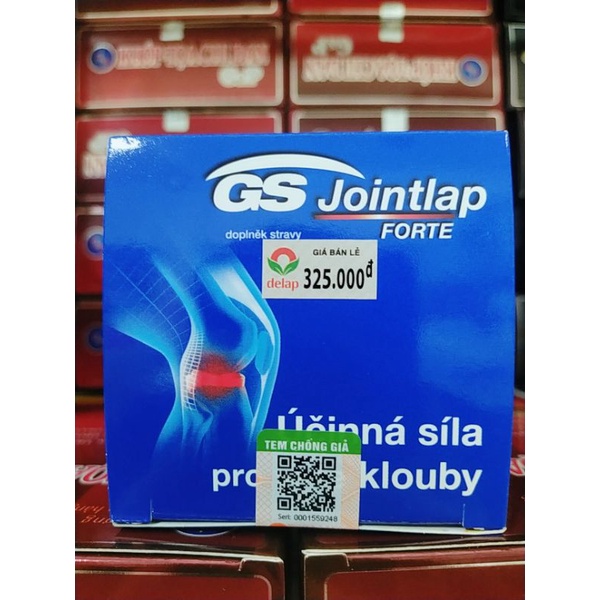 GS Jointlap
FORTE
doplněk stravy
GIÁ BÁN LẺ
delap 325.000đ
Účinná síla
TEM CHỐNG GIẢ
pro klouby
Seri: 0001559248